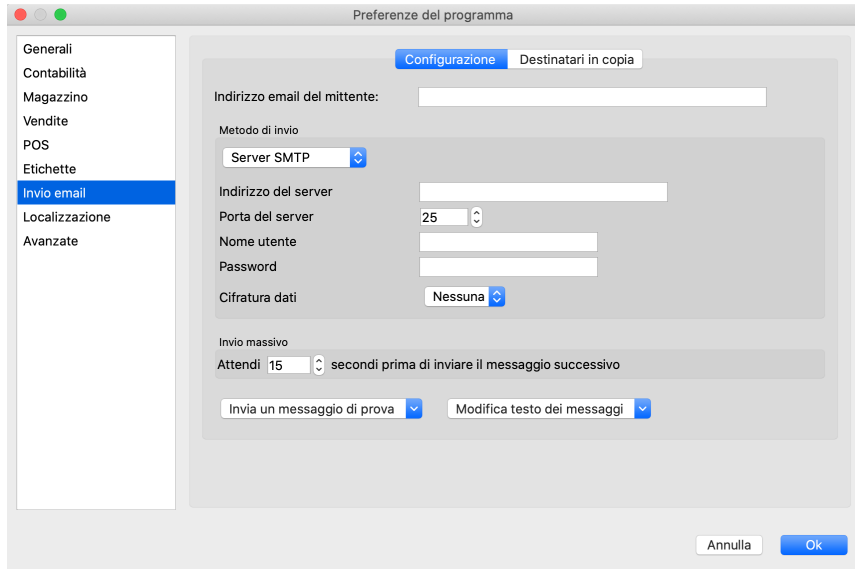 Preferenze del programma
Generali
Contabilità
Magazzino
Vendite
POS
Etichette
Invio email
Localizzazione
Avanzate
Configurazione Destinatari in copia
Indirizzo email del mittente:
Metodo di invio
Server SMTP
Indirizzo del server
Porta del server 25
Nome utente
Password
Cifratura dati Nessuna
Invio massivo
Attendi 15 secondi prima di inviare il messaggio successivo
Invia un messaggio di prova Modifica testo dei messaggi
Annulla Ok